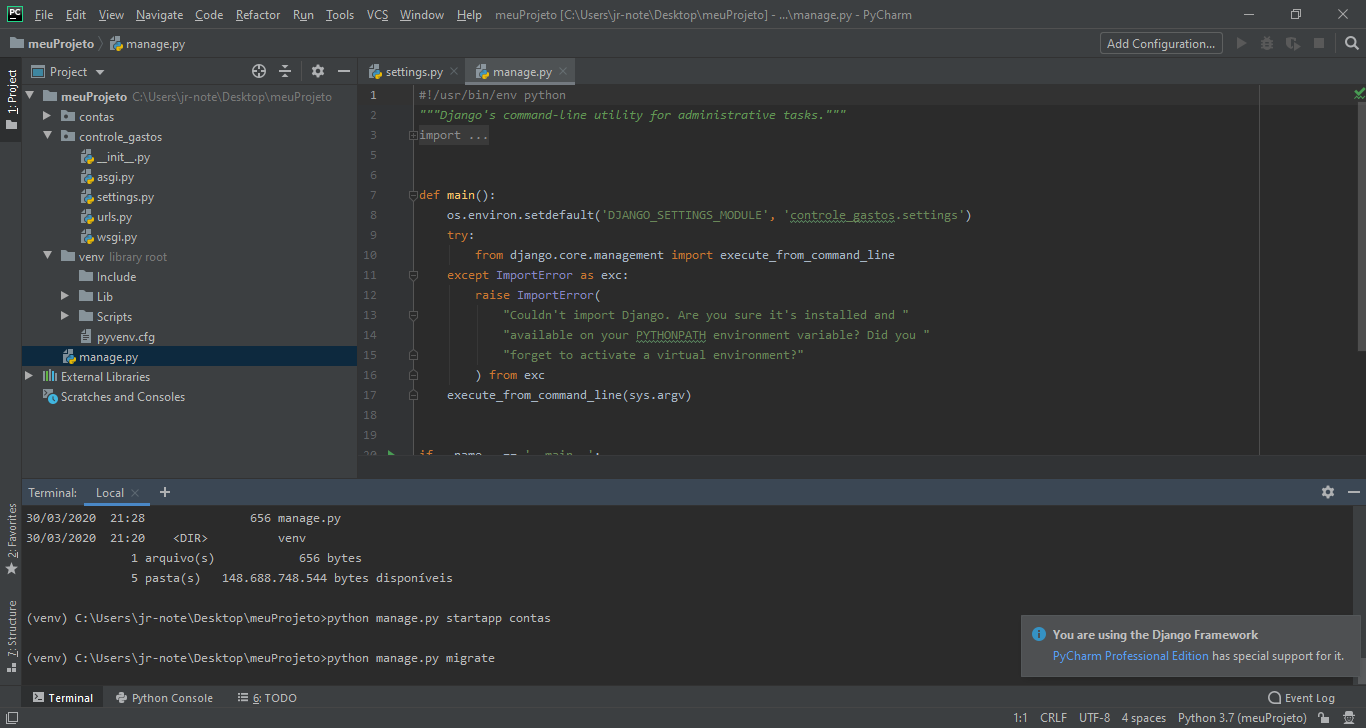 PC File Edit View Navigate Code Refactor Run Tools VCS Window Help meuProjeto [C:\Users\jr-note\Desktop\meuProjeto] - ...\manage.py - PyCharm
meuProjeto manage.py Add Configuration...
1: Project
Project
settings.py manage.py
meuProjeto C:\Users\jr-note\Desktop\meuProjeto
contas
controle_gastos
__init__.py
asgi.py
settings.py
urls.py
wsgi.py
venv library root
Include
Lib
Scripts
pyvenv.cfg
manage.py
External Libraries
Scratches and Consoles
1 #!/usr/bin/env python
2 """Django's command-line utility for administrative tasks."""
3 import ...
5
6
7 def main():
8 os.environ.setdefault('DJANGO_SETTINGS_MODULE', 'controle_gastos.settings')
9 try:
10 from django.core.management import execute_from_command_line
11 except ImportError as exc:
12 raise ImportError(
13 "Couldn't import Django. Are you sure it's installed and "
14 "available on your PYTHONPATH environment variable? Did you "
15 "forget to activate a virtual environment?"
16 ) from exc
17 execute_from_command_line(sys.argv)
18
19
20 if __name__ == '__main__':
Terminal: Local
30/03/2020 21:28 656 manage.py
30/03/2020 21:20 <DIR> venv
1 arquivo(s) 656 bytes
5 pasta(s) 148.688.748.544 bytes disponíveis
(venv) C:\Users\jr-note\Desktop\meuProjeto>python manage.py startapp contas
(venv) C:\Users\jr-note\Desktop\meuProjeto>python manage.py migrate
2: Favorites
7: Structure
You are using the Django Framework
PyCharm Professional Edition has special support for it.
Terminal Python Console 6: TODO Event Log
1:1 CRLF UTF-8 4 spaces Python 3.7 (meuProjeto)